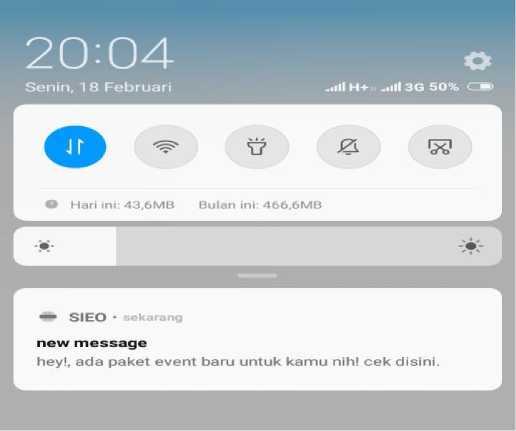 20:04
Senin, 18 Februari
H+ 3G 50%
Hari ini: 43,6MB Bulan ini: 466,6MB
SIEO • sekarang
new message
hey!, ada paket event baru untuk kamu nih! cek disini.